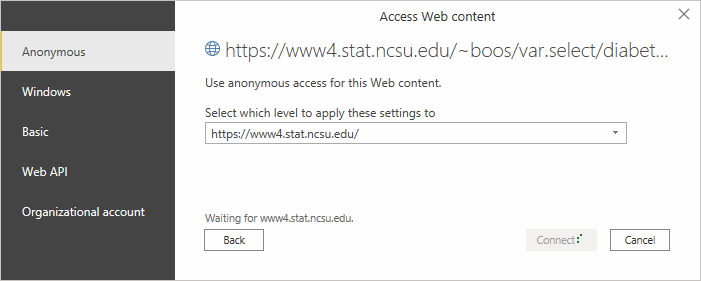 Access Web content
Anonymous
Windows
Basic
Web API
Organizational account
https://www4.stat.ncsu.edu/~boos/var.select/diabet...
Use anonymous access for this Web content.
Select which level to apply these settings to
https://www4.stat.ncsu.edu/
Waiting for www4.stat.ncsu.edu.
Back
Connect
Cancel